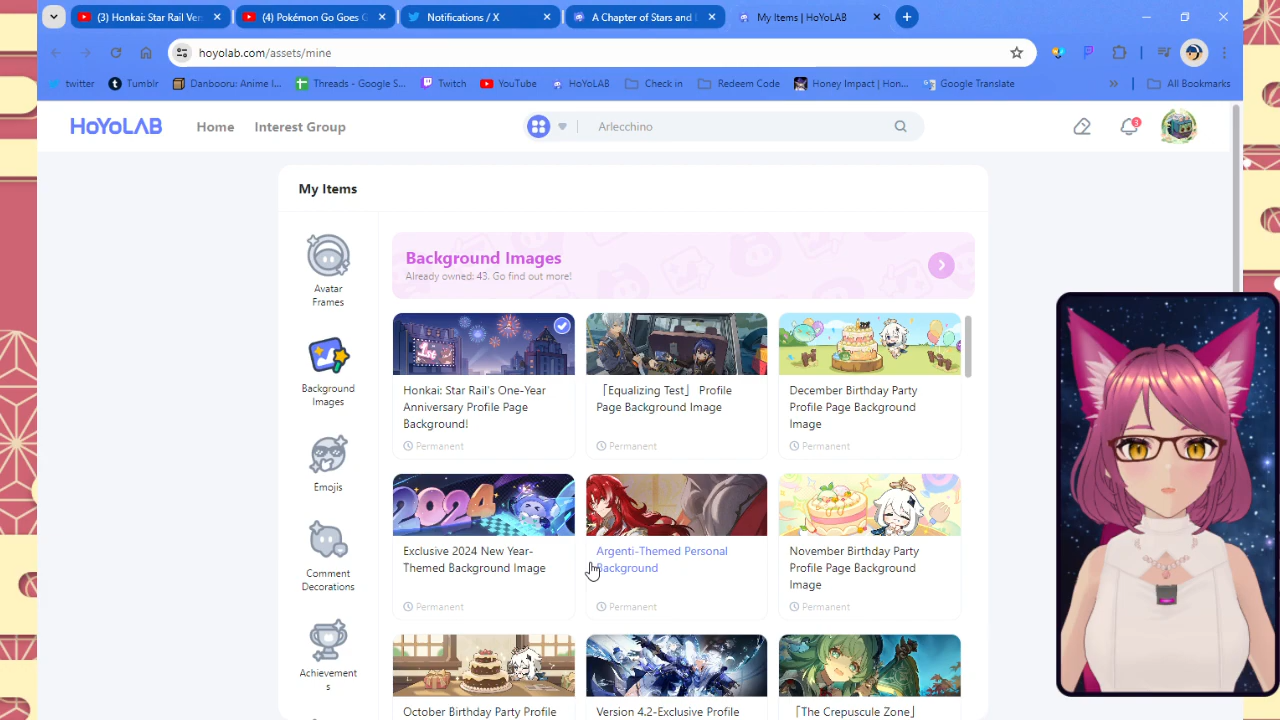 (3) Honkai: Star Rail Ver
(4) Pokémon Go Goes G
Notifications / X
A Chapter of Stars and
My Items | HoYoLAB
hoyolab.com/assets/mine
twitter
Tumblr
Danbooru: Anime I...
Threads - Google S...
Twitch
YouTube
HoYoLAB
Check in
Redeem Code
Honey Impact | Hon...
Google Translate
»
All Bookmarks
HoYoLAB
Home
Interest Group
Arlecchino
3
My Items
Avatar
Frames
Background
Images
Emojis
Comment
Decorations
Achievement
s
Background Images
Already owned: 43. Go find out more!
Honkai: Star Rail's One-Year
Anniversary Profile Page
Background!
Permanent
「Equalizing Test」 Profile
Page Background Image
Permanent
December Birthday Party
Profile Page Background
Image
Permanent
2024
Exclusive 2024 New Year-
Themed Background Image
Permanent
Argenti-Themed Personal
Background
Permanent
November Birthday Party
Profile Page Background
Image
Permanent
October Birthday Party Profile
Version 4.2-Exclusive Profile
「The Crepuscule Zone」